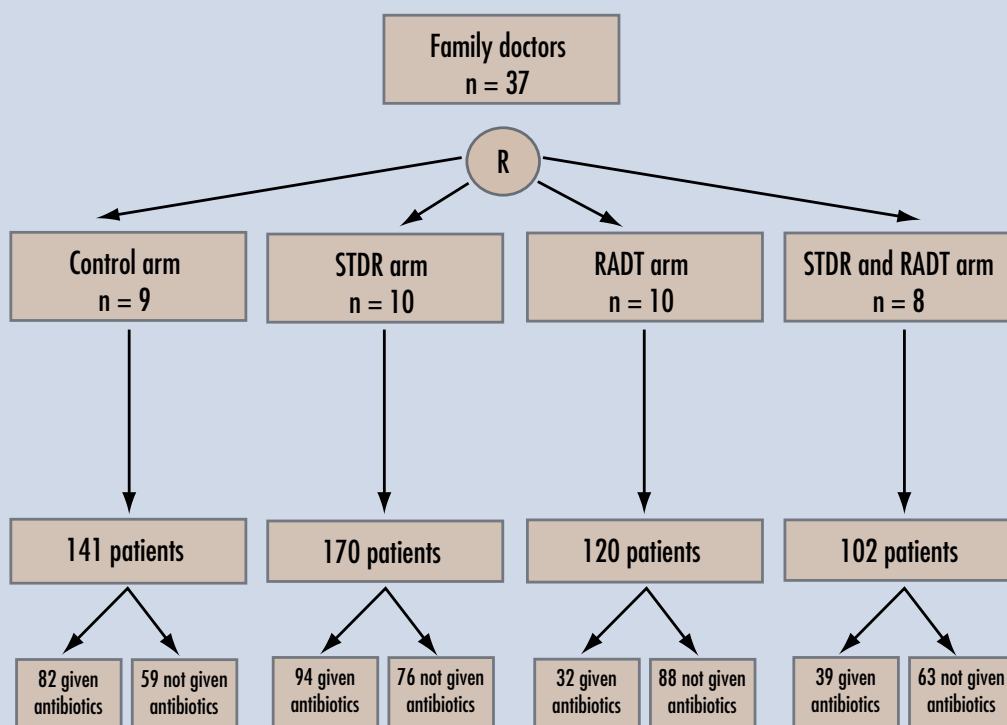 Family doctors
n = 37
R
Control arm
n = 9
STDR arm
n = 10
RADT arm
n = 10
STDR and RADT arm
n = 8
141 patients
170 patients
120 patients
102 patients
82 given
antibiotics
59 not given
antibiotics
94 given
antibiotics
76 not given
antibiotics
32 given
antibiotics
88 not given
antibiotics
39 given
antibiotics
63 not given
antibiotics